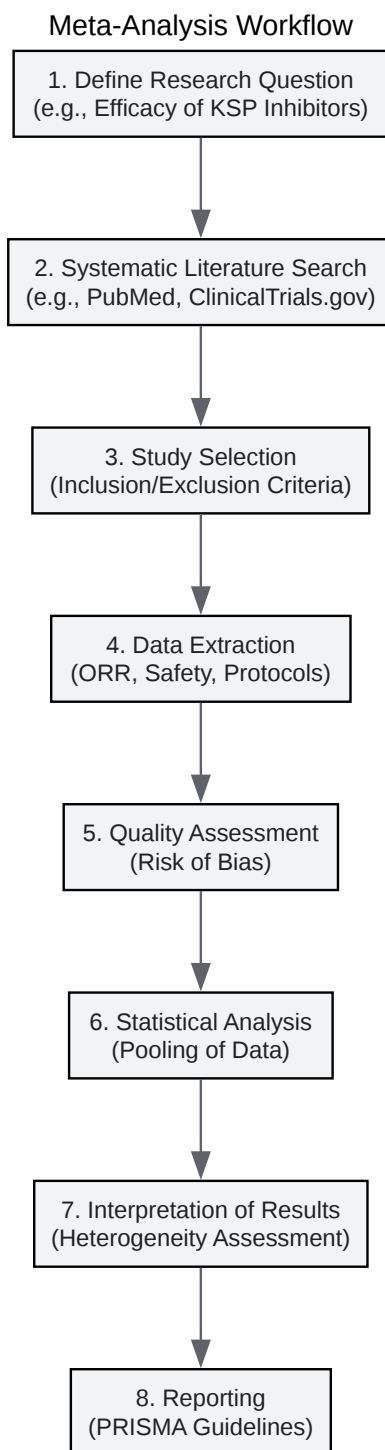 Meta-Analysis Workflow
1. Define Research Question
(e.g., Efficacy of KSP Inhibitors)
2. Systematic Literature Search
(e.g., PubMed, ClinicalTrials.gov)
3. Study Selection
(Inclusion/Exclusion Criteria)
4. Data Extraction
(ORR, Safety, Protocols)
5. Quality Assessment
(Risk of Bias)
6. Statistical Analysis
(Pooling of Data)
7. Interpretation of Results
(Heterogeneity Assessment)
8. Reporting
(PRISMA Guidelines)